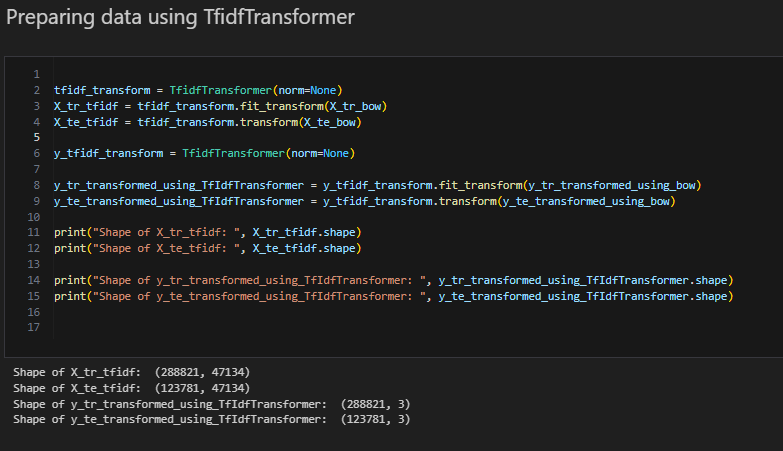 Preparing data using TfidfTransformer
1
2 tfidf_transform = TfidfTransformer(norm=None)
3 X_tr_tfidf = tfidf_transform.fit_transform(X_tr_bow)
4 X_te_tfidf = tfidf_transform.transform(X_te_bow)
5
6 y_tfidf_transform = TfidfTransformer(norm=None)
7
8 y_tr_transformed_using_TfIdfTransformer = y_tfidf_transform.fit_transform(y_tr_transformed_using_bow)
9 y_te_transformed_using_TfIdfTransformer = y_tfidf_transform.transform(y_te_transformed_using_bow)
10
11 print("Shape of X_tr_tfidf: ", X_tr_tfidf.shape)
12 print("Shape of X_te_tfidf: ", X_te_tfidf.shape)
13
14 print("Shape of y_tr_transformed_using_TfIdfTransformer: ", y_tr_transformed_using_TfIdfTransformer.shape)
15 print("Shape of y_te_transformed_using_TfIdfTransformer: ", y_te_transformed_using_TfIdfTransformer.shape)
16
17
Shape of X_tr_tfidf:  (288821, 47134)
Shape of X_te_tfidf:  (123781, 47134)
Shape of y_tr_transformed_using_TfIdfTransformer:  (288821, 3)
Shape of y_te_transformed_using_TfIdfTransformer:  (123781, 3)